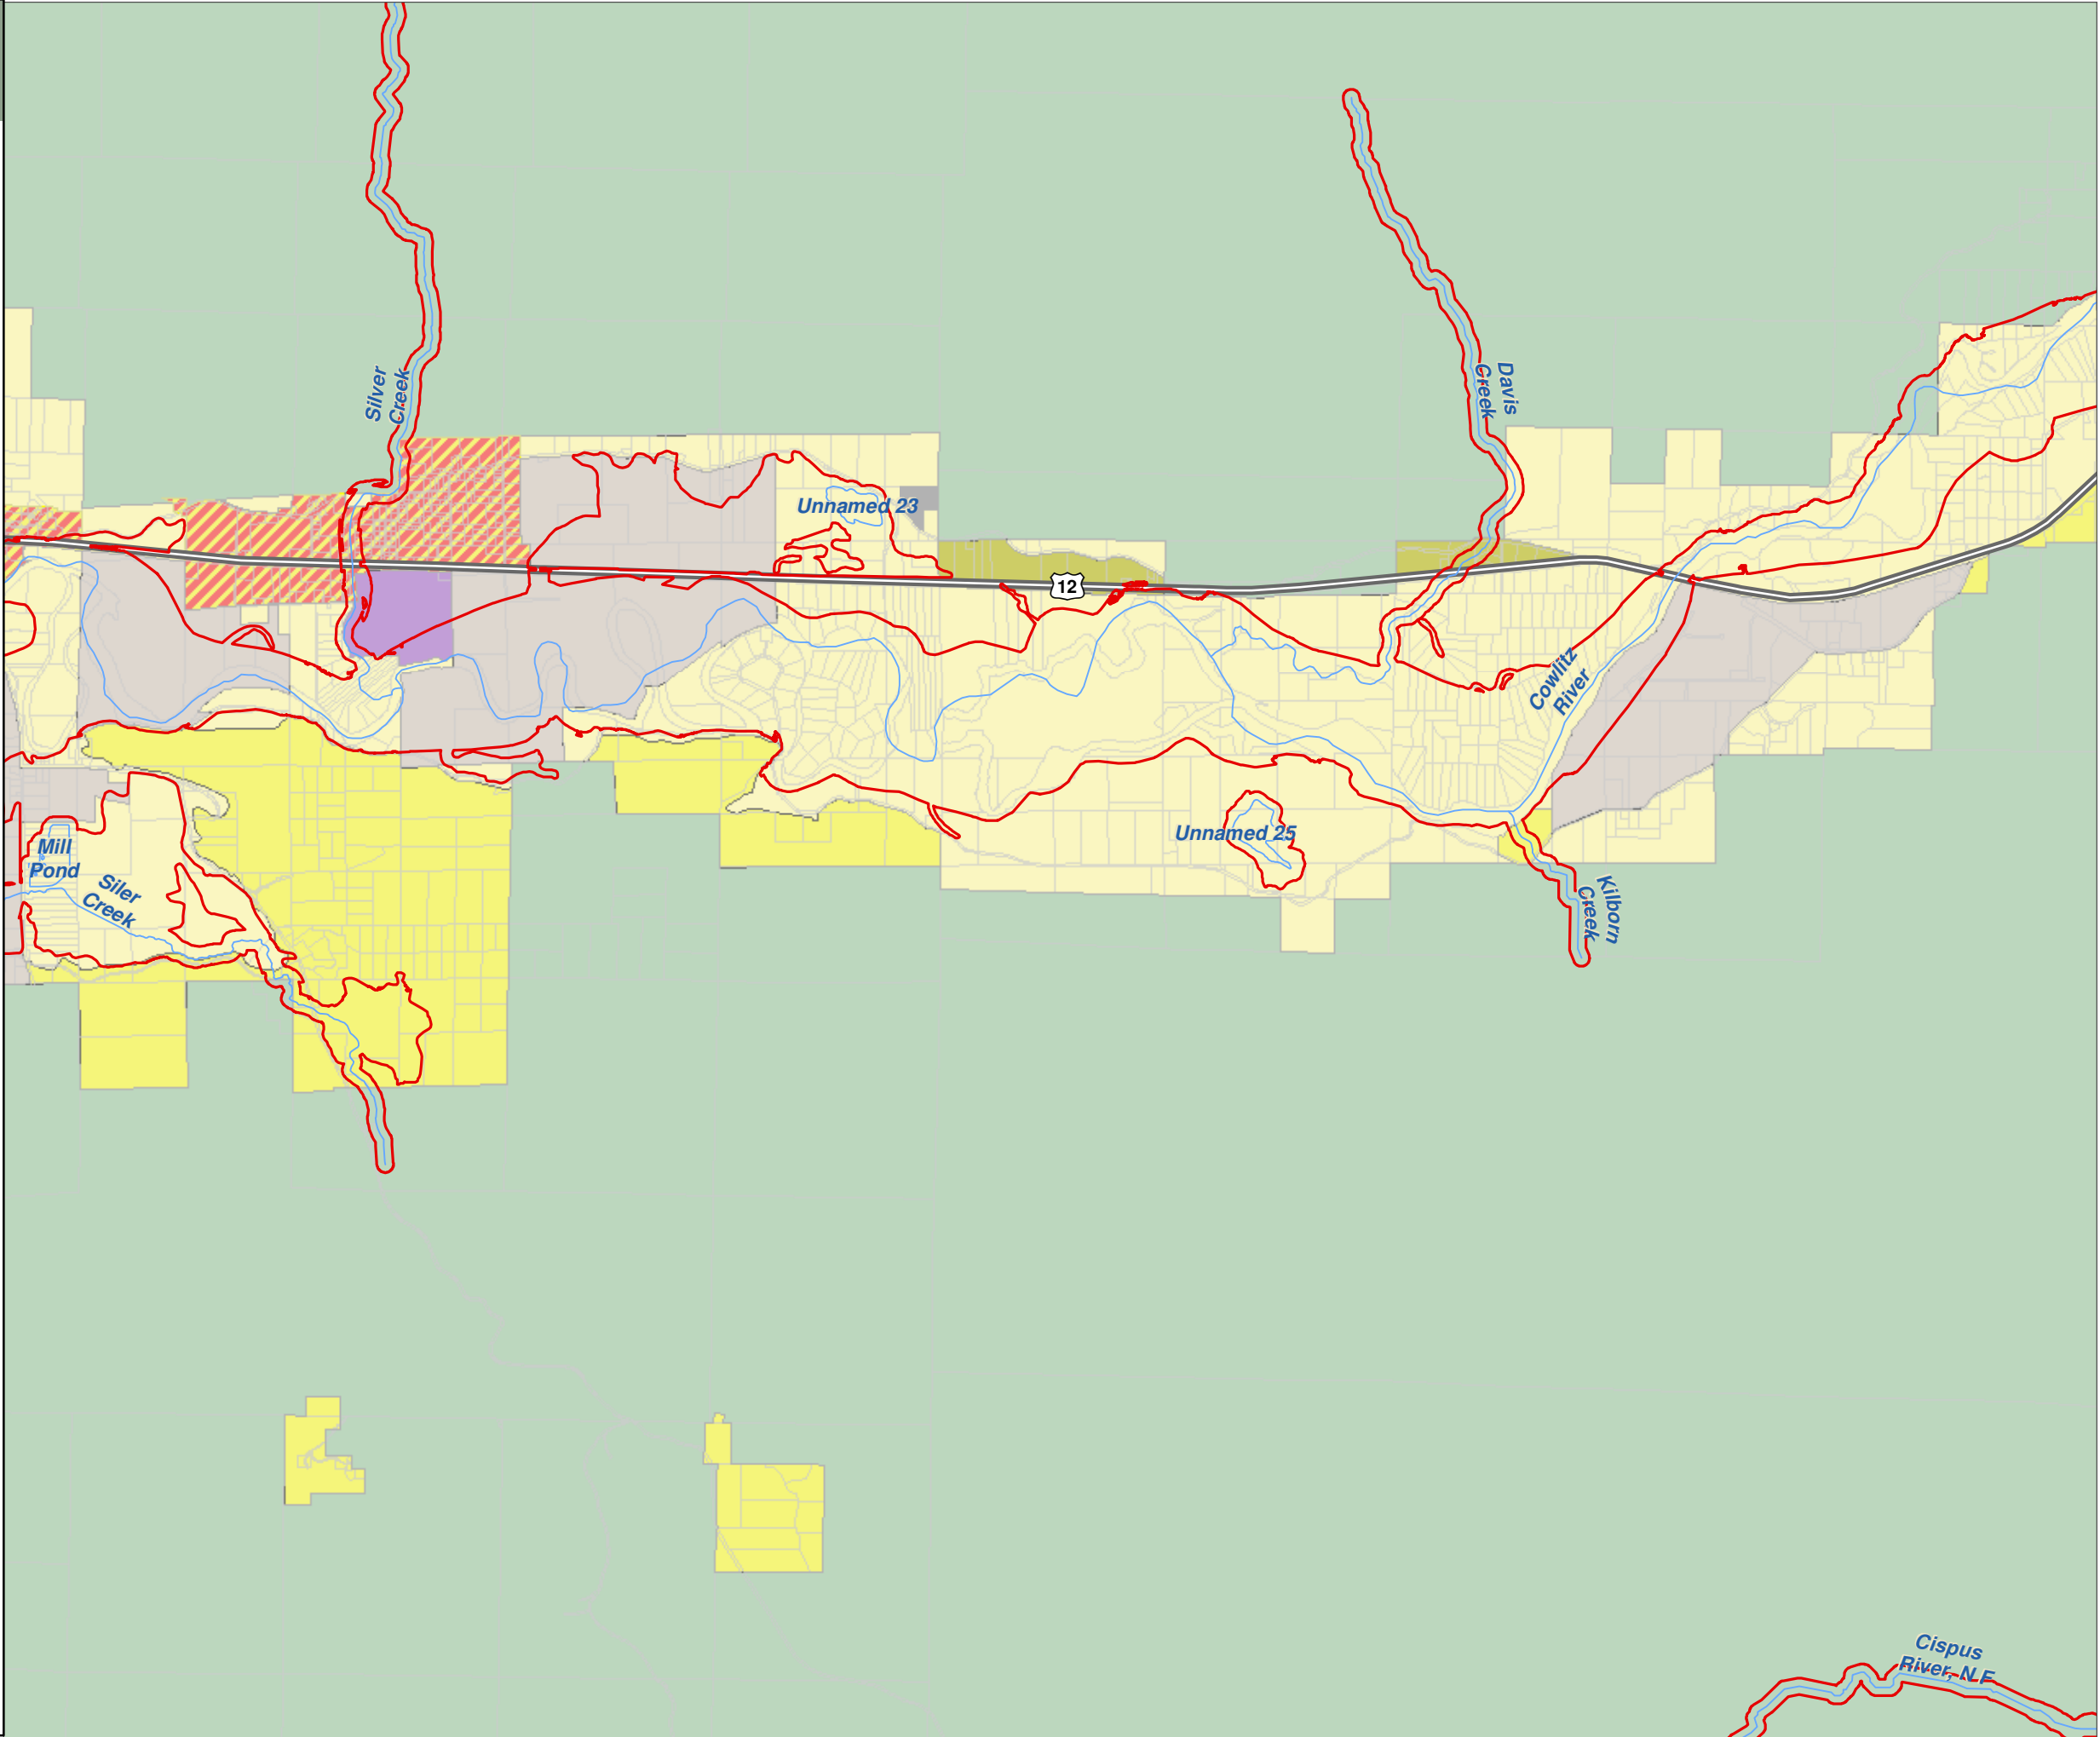 Silver
Creek
Davis
Creek
Unnamed 23
12
Cowlitz
River
Unnamed 25
Mill
Pond
Siler
Creek
Kilborn
Creek
Cispus
River, N F